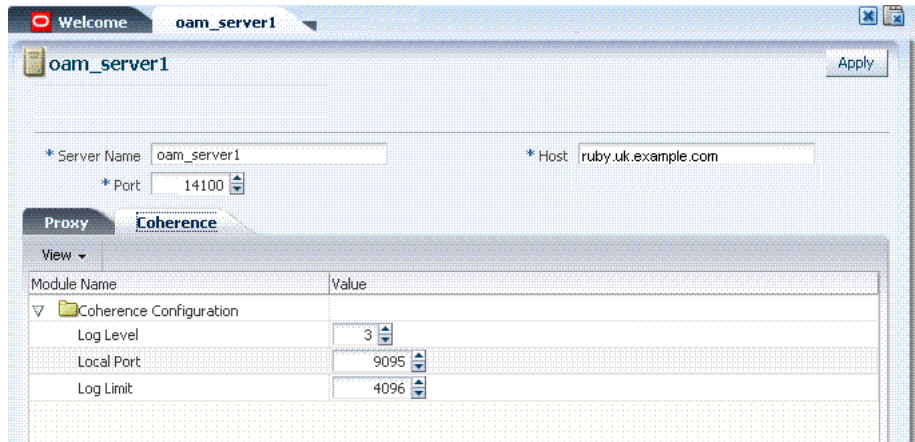 Welcome oam_server1
oam_server1 Apply
* Server Name oam_server1 * Host ruby.uk.example.com
* Port 14100
Proxy Coherence
View
Module Name Value
Coherence Configuration
Log Level 3
Local Port 9095
Log Limit 4096